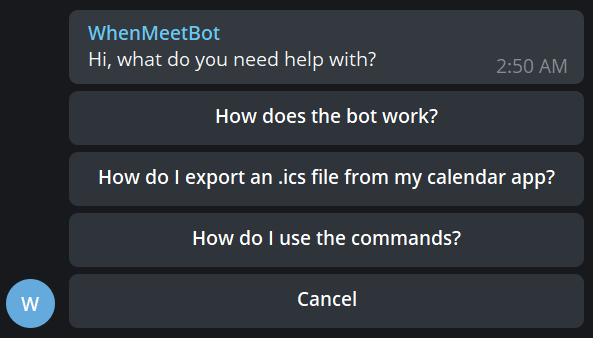 WhenMeetBot
Hi, what do you need help with?
2:50 AM
How does the bot work?
How do I export an .ics file from my calendar app?
How do I use the commands?
Cancel
W